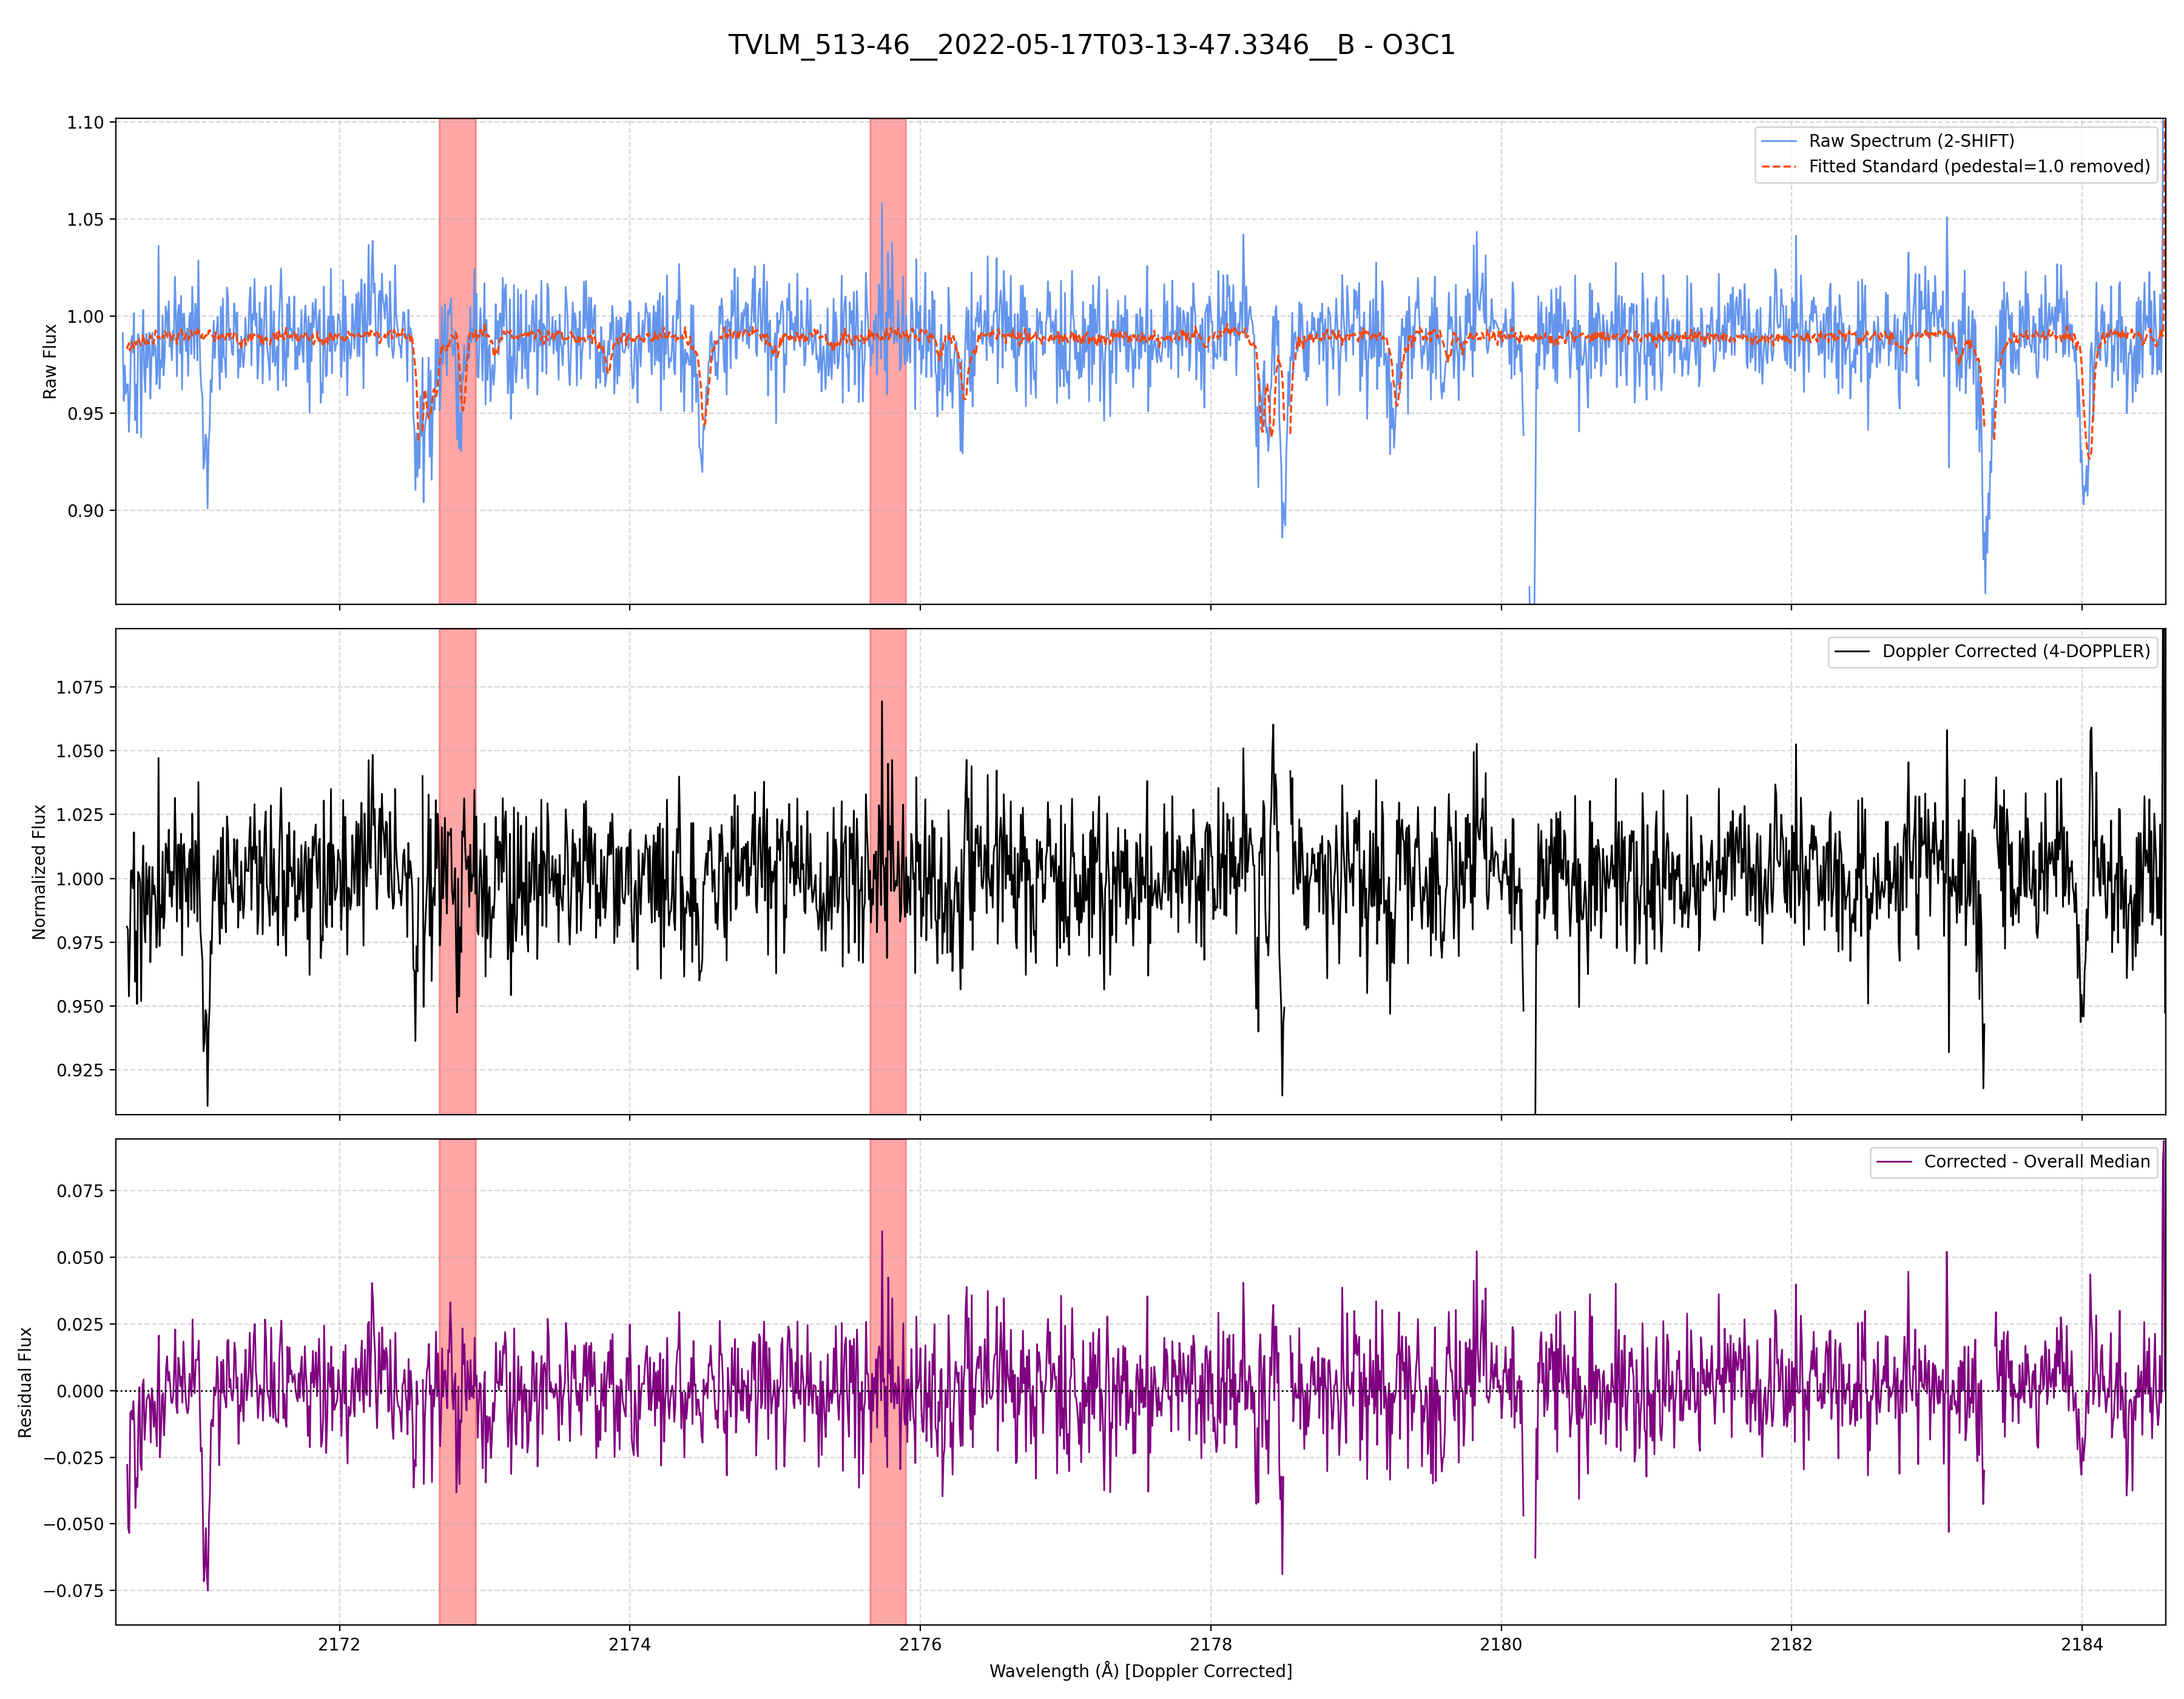 TVLM_513-46__2022-05-17T03-13-47.3346__B - O3C1
Raw Spectrum (2-SHIFT)
Fitted Standard (pedestal=1.0 removed)
1.10
1.05
1.00
0.95
0.90
Raw Flux
Doppler Corrected (4-DOPPLER)
1.075
1.050
1.025
1.000
0.975
0.950
0.925
Normalized Flux
Corrected - Overall Median
0.075
0.050
0.025
0.000
−0.025
−0.050
−0.075
Residual Flux
2172 2174 2176 2178 2180 2182 2184
Wavelength (Å) [Doppler Corrected]